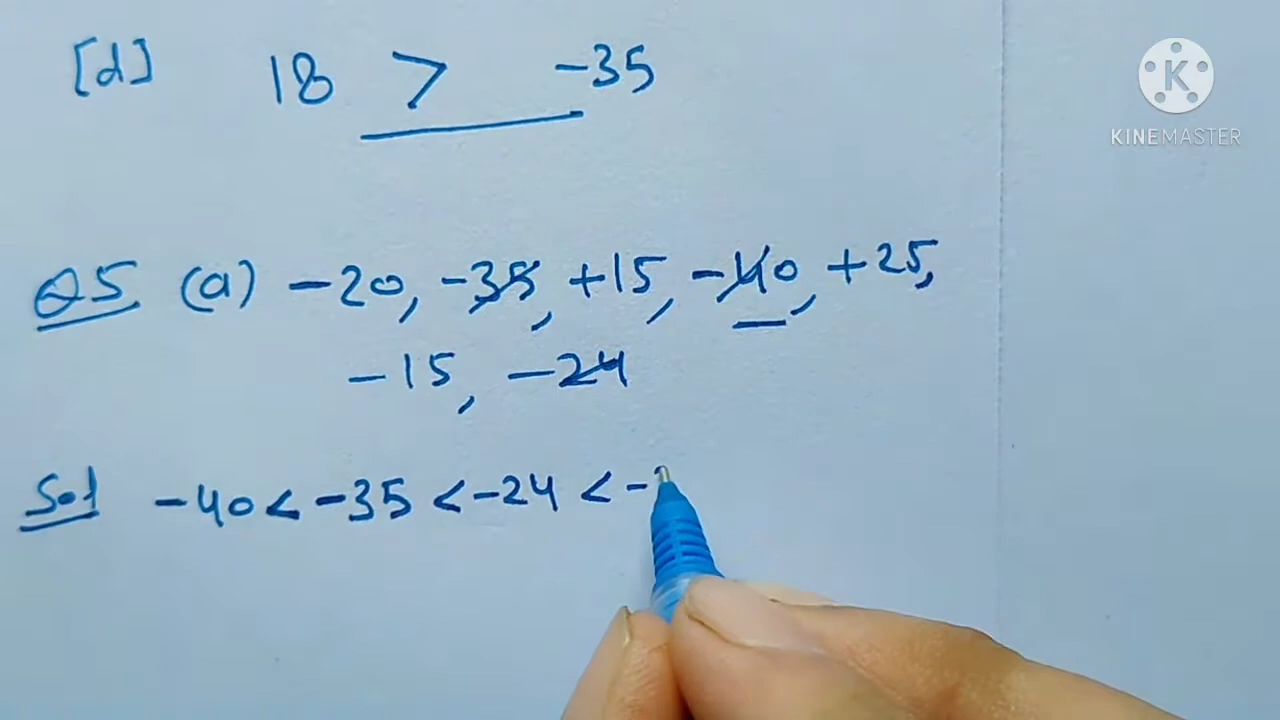 [d] 18 > -35
K
KINEMASTER
Q5, (a) -20, -35, +15, -40, +25,
-15, -24
Sol -40 < -35 < -24 < -